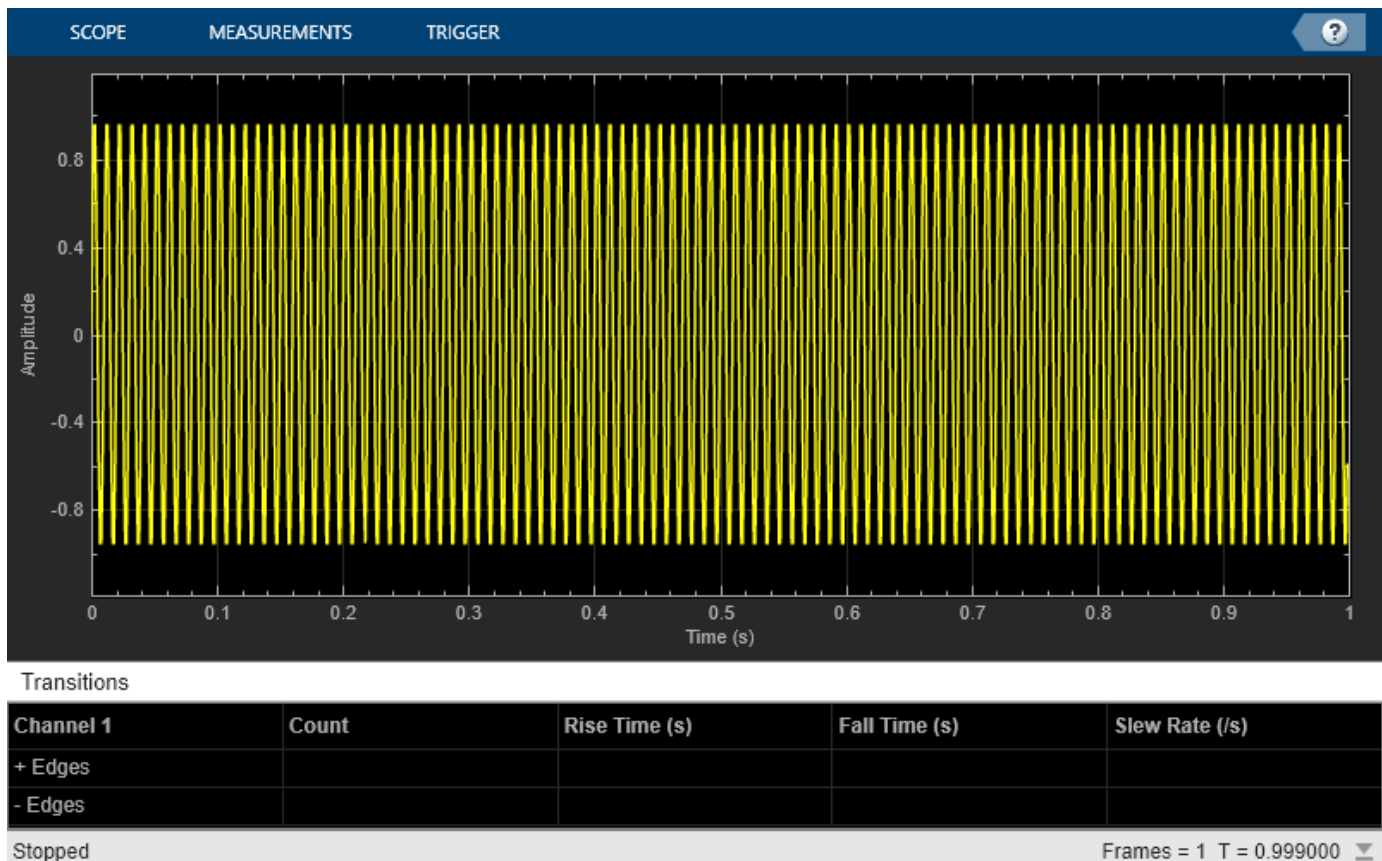 SCOPE MEASUREMENTS TRIGGER ?
0.8
0.4
0
-0.4
-0.8
Amplitude
0 0.1 0.2 0.3 0.4 0.5 0.6 0.7 0.8 0.9 1
Time (s)
Transitions
Channel 1 Count Rise Time (s) Fall Time (s) Slew Rate (/s)
+ Edges
- Edges
Stopped Frames = 1 T = 0.999000